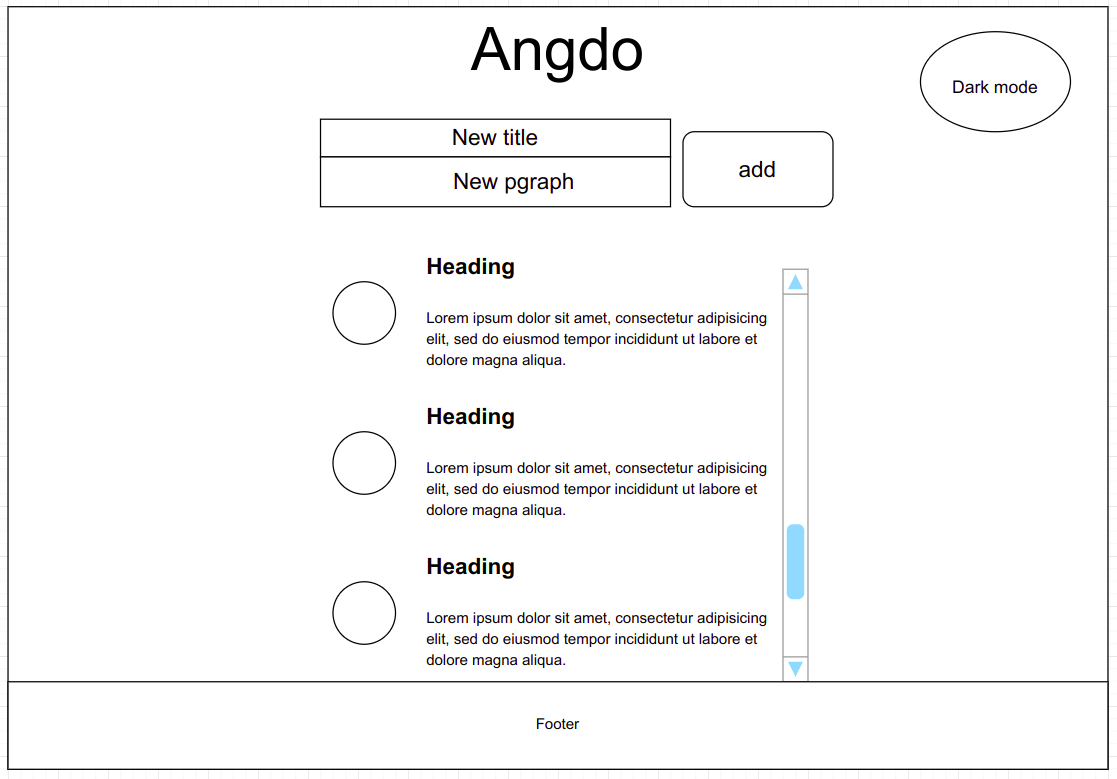 Angdo
Dark mode
New title
New pgraph
add
Heading
Lorem ipsum dolor sit amet, consectetur adipisicing
elit, sed do eiusmod tempor incididunt ut labore et
dolore magna aliqua.
Heading
Lorem ipsum dolor sit amet, consectetur adipisicing
elit, sed do eiusmod tempor incididunt ut labore et
dolore magna aliqua.
Heading
Lorem ipsum dolor sit amet, consectetur adipisicing
elit, sed do eiusmod tempor incididunt ut labore et
dolore magna aliqua.
Footer